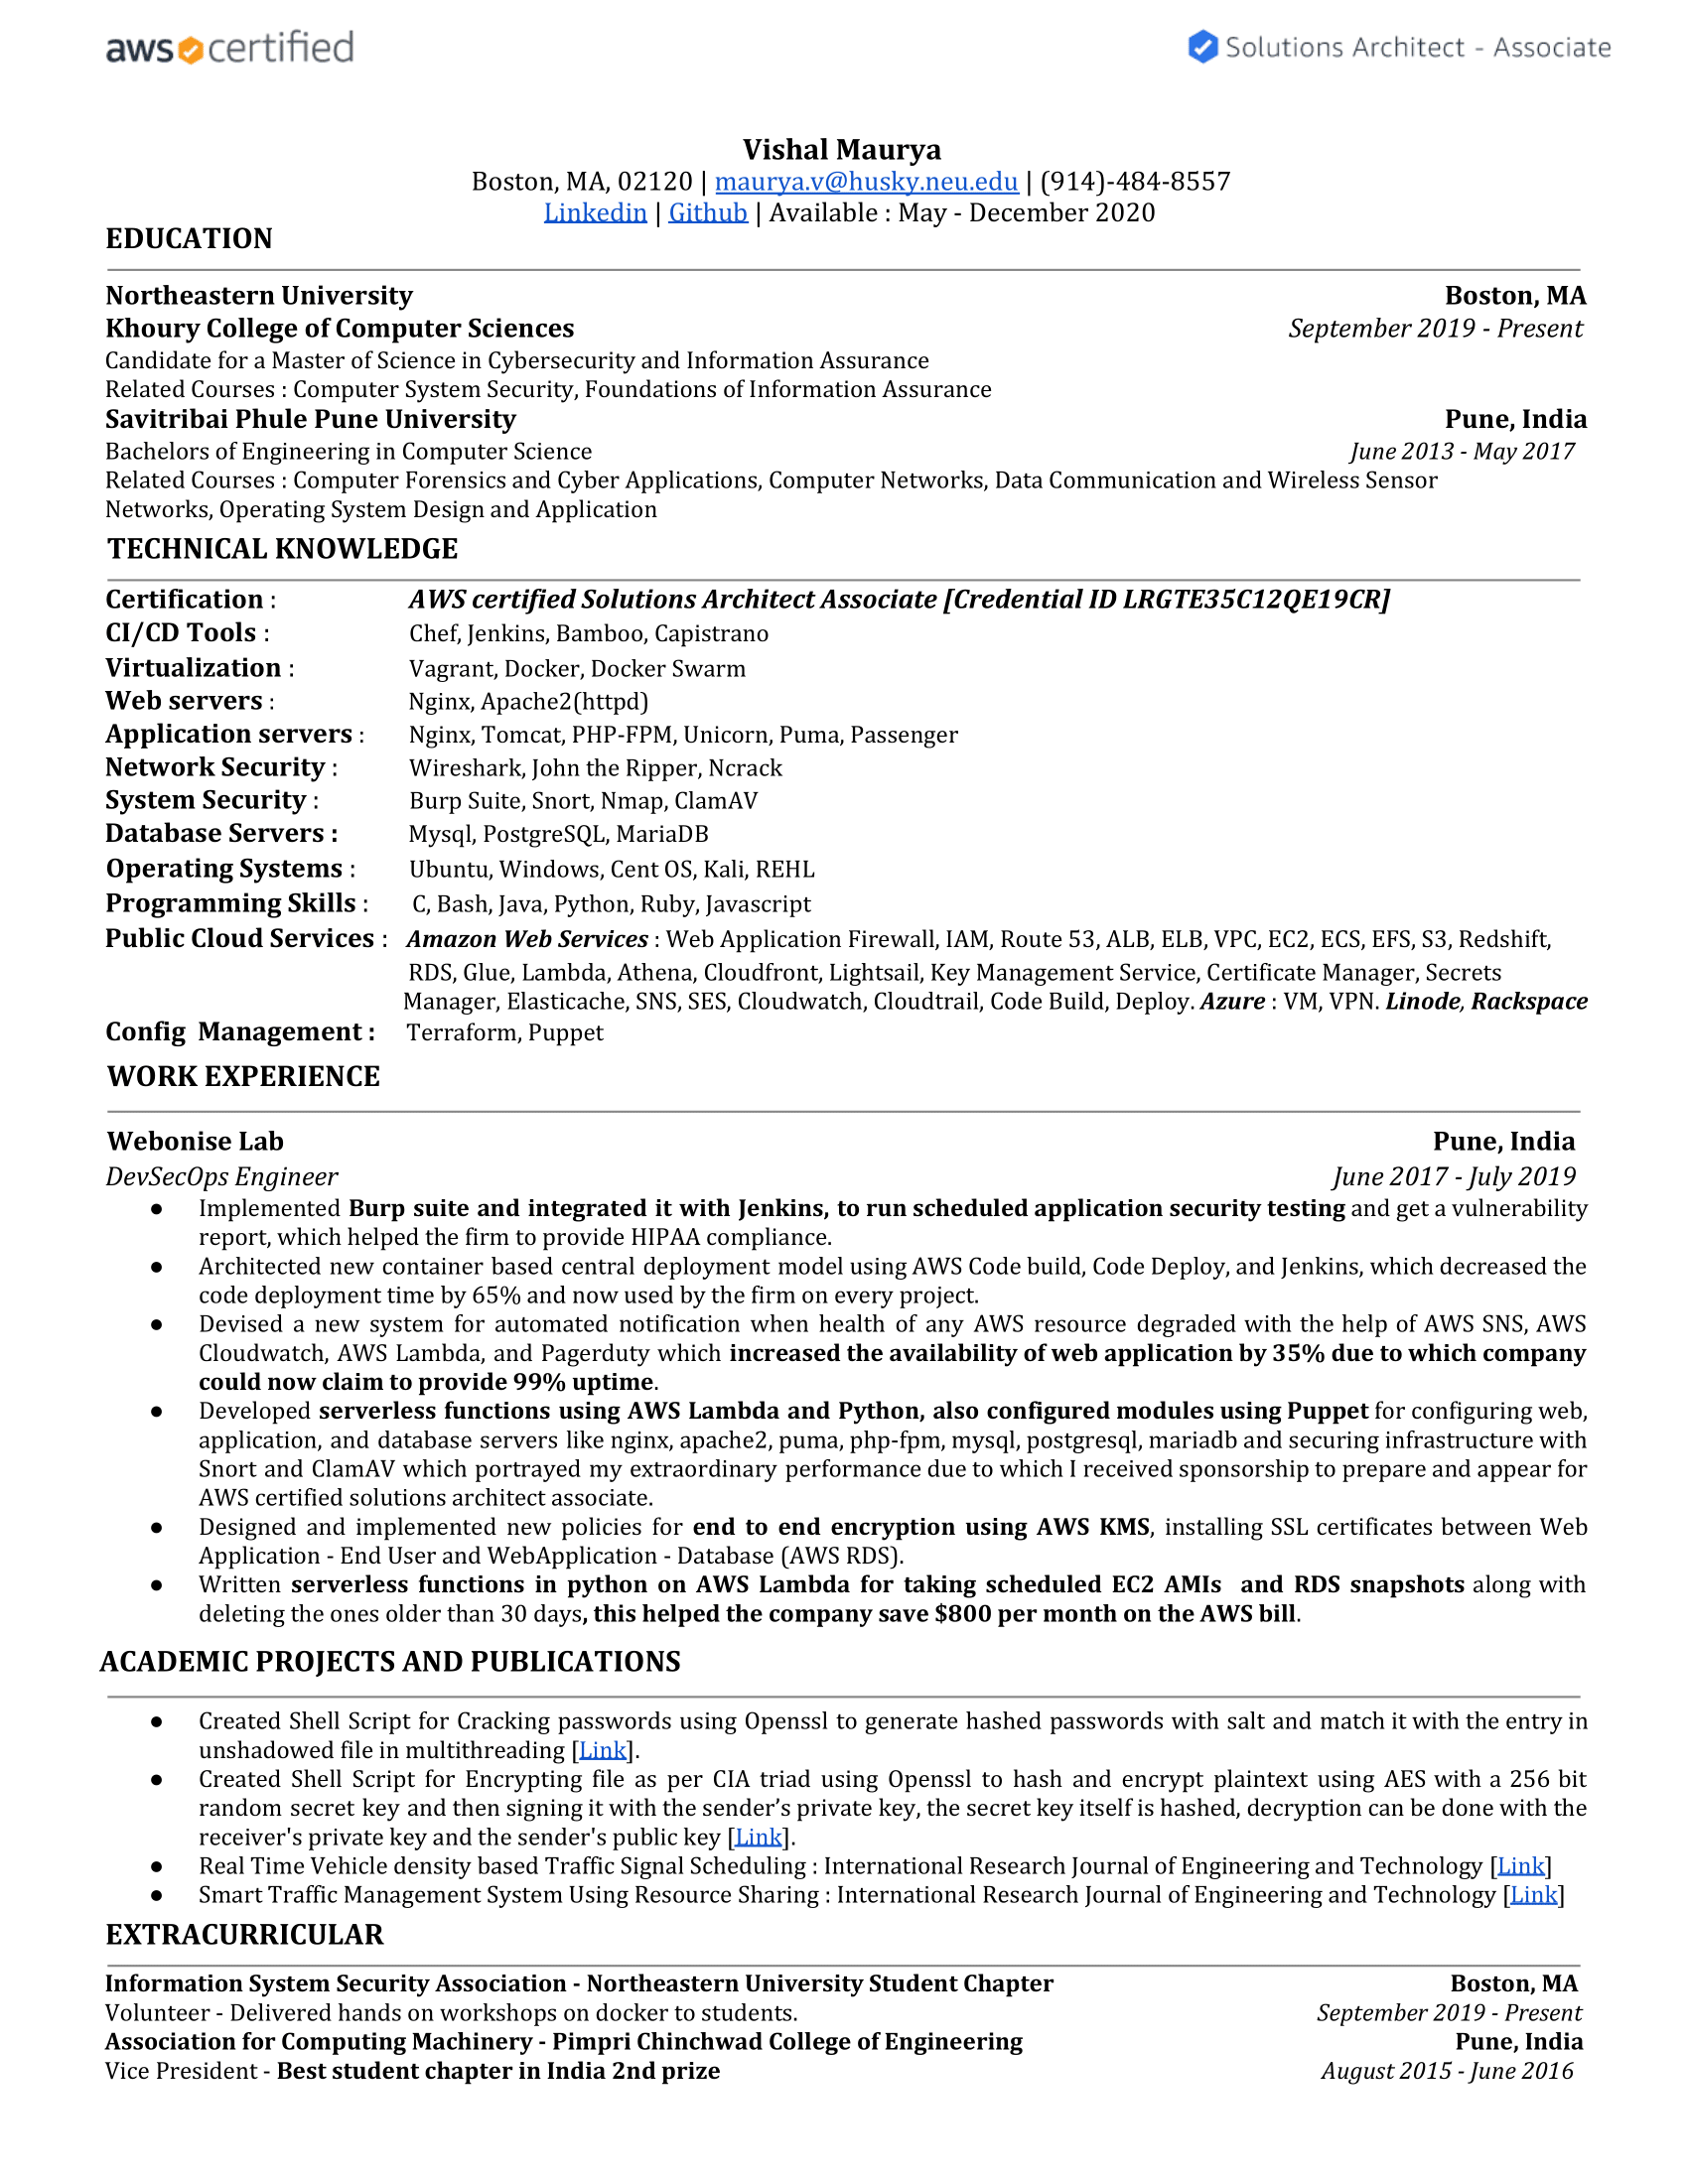 aws certified Solutions Architect - Associate
Vishal Maurya
Boston, MA, 02120 | maurya.v@husky.neu.edu | (914)-484-8557
Linkedin | Github | Available : May - December 2020
EDUCATION
Northeastern University Boston, MA
Khoury College of Computer Sciences September 2019 - Present
Candidate for a Master of Science in Cybersecurity and Information Assurance
Related Courses : Computer System Security, Foundations of Information Assurance
Savitribai Phule Pune University Pune, India
Bachelors of Engineering in Computer Science June 2013 - May 2017
Related Courses : Computer Forensics and Cyber Applications, Computer Networks, Data Communication and Wireless Sensor
Networks, Operating System Design and Application
TECHNICAL KNOWLEDGE
Certification : AWS certified Solutions Architect Associate [Credential ID LRGTE35C12QE19CR]
CI/CD Tools : Chef, Jenkins, Bamboo, Capistrano
Virtualization : Vagrant, Docker, Docker Swarm
Web servers : Nginx, Apache2(httpd)
Application servers : Nginx, Tomcat, PHP-FPM, Unicorn, Puma, Passenger
Network Security : Wireshark, John the Ripper, Ncrack
System Security : Burp Suite, Snort, Nmap, ClamAV
Database Servers : Mysql, PostgreSQL, MariaDB
Operating Systems : Ubuntu, Windows, Cent OS, Kali, REHL
Programming Skills : C, Bash, Java, Python, Ruby, Javascript
Public Cloud Services : Amazon Web Services : Web Application Firewall, IAM, Route 53, ALB, ELB, VPC, EC2, ECS, EFS, S3, Redshift,
RDS, Glue, Lambda, Athena, Cloudfront, Lightsail, Key Management Service, Certificate Manager, Secrets
Manager, Elasticache, SNS, SES, Cloudwatch, Cloudtrail, Code Build, Deploy. Azure : VM, VPN. Linode, Rackspace
Config Management : Terraform, Puppet
WORK EXPERIENCE
Webonise Lab Pune, India
DevSecOps Engineer June 2017 - July 2019
● Implemented Burp suite and integrated it with Jenkins, to run scheduled application security testing and get a vulnerability
report, which helped the firm to provide HIPAA compliance.
● Architected new container based central deployment model using AWS Code build, Code Deploy, and Jenkins, which decreased the
code deployment time by 65% and now used by the firm on every project.
● Devised a new system for automated notification when health of any AWS resource degraded with the help of AWS SNS, AWS
Cloudwatch, AWS Lambda, and Pagerduty which increased the availability of web application by 35% due to which company
could now claim to provide 99% uptime.
● Developed serverless functions using AWS Lambda and Python, also configured modules using Puppet for configuring web,
application, and database servers like nginx, apache2, puma, php-fpm, mysql, postgresql, mariadb and securing infrastructure with
Snort and ClamAV which portrayed my extraordinary performance due to which I received sponsorship to prepare and appear for
AWS certified solutions architect associate.
● Designed and implemented new policies for end to end encryption using AWS KMS, installing SSL certificates between Web
Application - End User and WebApplication - Database (AWS RDS).
● Written serverless functions in python on AWS Lambda for taking scheduled EC2 AMIs and RDS snapshots along with
deleting the ones older than 30 days, this helped the company save $800 per month on the AWS bill.
ACADEMIC PROJECTS AND PUBLICATIONS
● Created Shell Script for Cracking passwords using Openssl to generate hashed passwords with salt and match it with the entry in
unshadowed file in multithreading [Link].
● Created Shell Script for Encrypting file as per CIA triad using Openssl to hash and encrypt plaintext using AES with a 256 bit
random secret key and then signing it with the sender’s private key, the secret key itself is hashed, decryption can be done with the
receiver's private key and the sender's public key [Link].
● Real Time Vehicle density based Traffic Signal Scheduling : International Research Journal of Engineering and Technology [Link]
● Smart Traffic Management System Using Resource Sharing : International Research Journal of Engineering and Technology [Link]
EXTRACURRICULAR
Information System Security Association - Northeastern University Student Chapter Boston, MA
Volunteer - Delivered hands on workshops on docker to students. September 2019 - Present
Association for Computing Machinery - Pimpri Chinchwad College of Engineering Pune, India
Vice President - Best student chapter in India 2nd prize August 2015 - June 2016